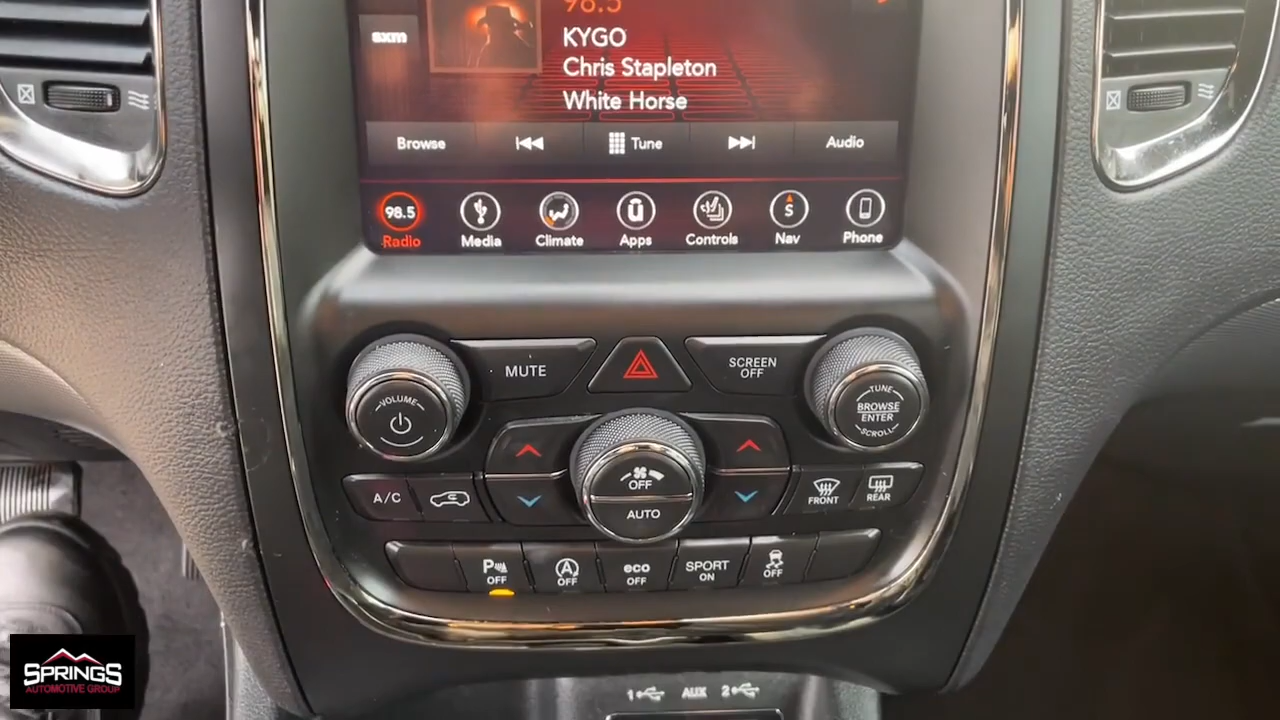 98.5
sxm
KYGO
Chris Stapleton
White Horse
Browse
Tune
Audio
98.5
S
Radio
Media
Climate
Apps
Controls
Nav
Phone
MUTE
SCREEN
OFF
VOLUME
TUNE
BROWSE
ENTER
SCROLL
OFF
AUTO
A/C
FRONT
REAR
P
OFF
A
OFF
eco
OFF
SPORT
ON
OFF
1
AUX
2
SPRINGS
AUTOMOTIVE GROUP